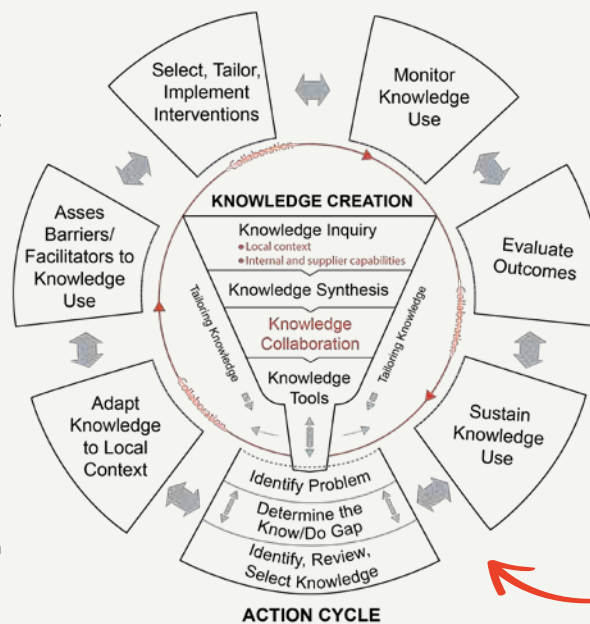 Select, Tailor,
Implement
Interventions
Monitor
Knowledge
Use
Collaboration
Asses
Barriers/
Facilitators to
Knowledge
Use
KNOWLEDGE CREATION
Knowledge Inquiry
•Local context
•Internal and supplier capabilities
Knowledge Synthesis
Knowledge
Collaboration
Knowledge
Tools
Tailoring Knowledge
Tailoring Knowledge
Evaluate
Outcomes
Collaboration
Collaboration
Adapt
Knowledge
to Local
Context
Sustain
Knowledge
Use
Identify Problem
Determine the
Know/Do Gap
Identify, Review,
Select Knowledge
ACTION CYCLE